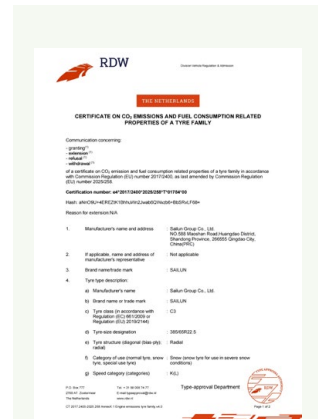 RDW
THE NETHERLANDS
CERTIFICATE ON CO₂ EMISSIONS AND FUEL CONSUMPTION RELATED
PROPERTIES OF A TYRE FAMILY
Communication concerning:
- granting
- extension
- refusal
- withdrawal
of a certificate on CO₂ emission and fuel consumption related properties of a tyre family in accordance
with Commission Regulation (EU) number 2017/2400, as last amended by Commission Regulation
(EU) number 2025/258.
Reason for extension: N/A
1. Manufacturer's name and address : Sailun Group Co., Ltd.
Shandong Province, 266555 Qingdao City,
China(PRC)
2. If applicable, name and address of : Not applicable
manufacturer's representative
3. Brand name/trade mark : SAILUN
4. Tyre type description:
a) Manufacturer's name : Sailun Group Co., Ltd.
b) Brand name or trade mark : SAILUN
c) Tyre class (in accordance with : C3
Regulation (EC) 661/2009 or
Regulation (EU) 2019/2144)
d) Tyre-size designation : 385/65R22.5
e) Tyre structure (diagonal (bias-ply); : Radial
radial)
f) Category of use (normal tyre, snow : Snow (snow tyre for use in severe snow
tyre, special use tyre) conditions)
g) Speed category (categories) : K(L)
Type-approval Department
The Netherlands
Page 1 of 2